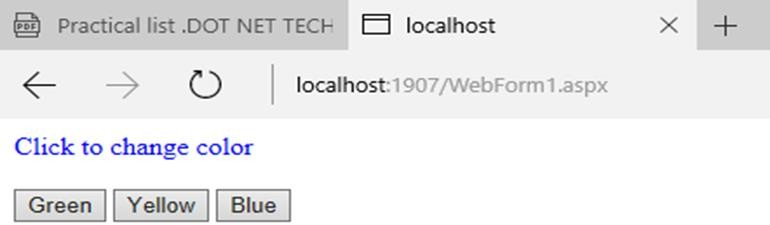 PDF Practical list .DOT NET TECH localhost
localhost:1907/WebForm1.aspx
Click to change color
Green Yellow Blue